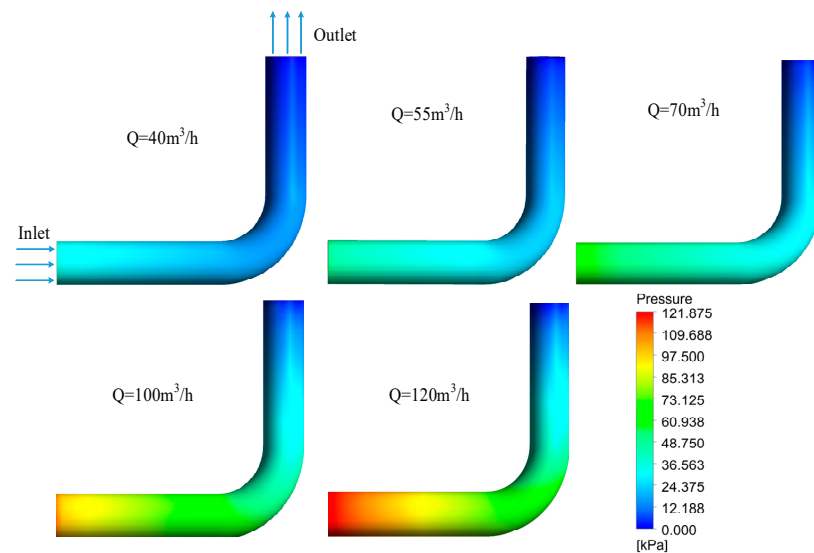 Outlet
Q=40m³/h
Q=55m³/h
Q=70m³/h
Inlet
Q=100m³/h
Q=120m³/h
Pressure
121.875
109.688
97.500
85.313
73.125
60.938
48.750
36.563
24.375
12.188
0.000
[kPa]